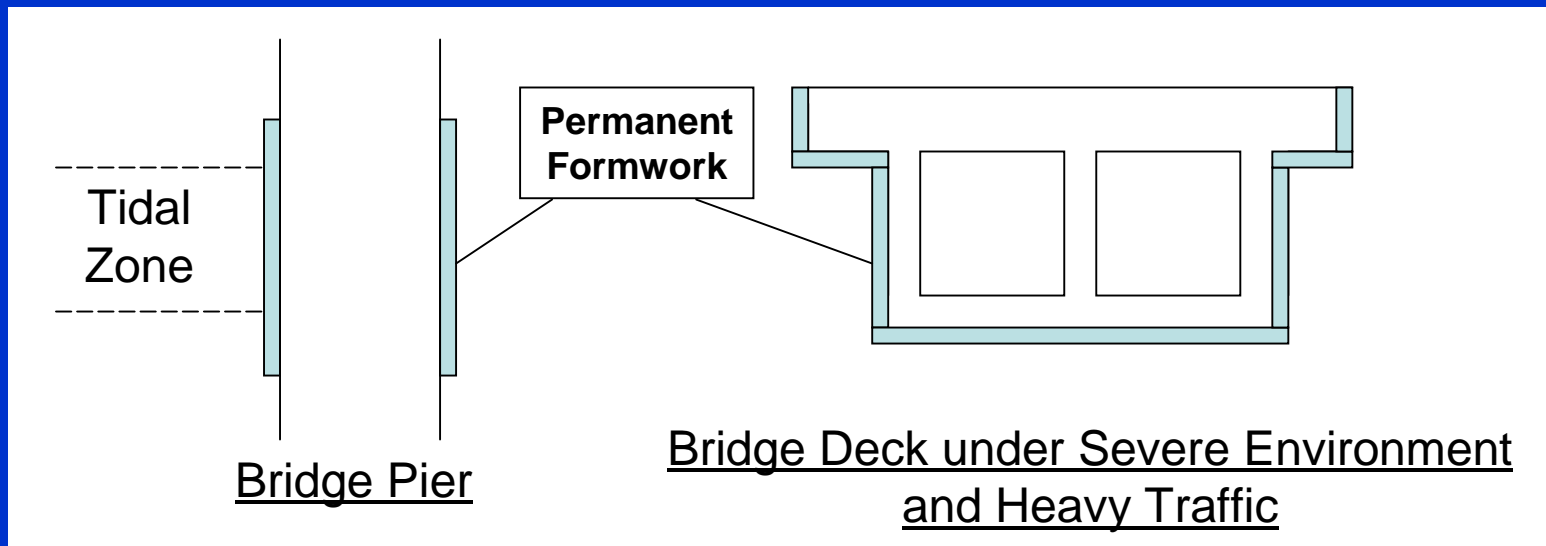 Permanent
Formwork
Tidal
Zone
Bridge Pier
Bridge Deck under Severe Environment
and Heavy Traffic